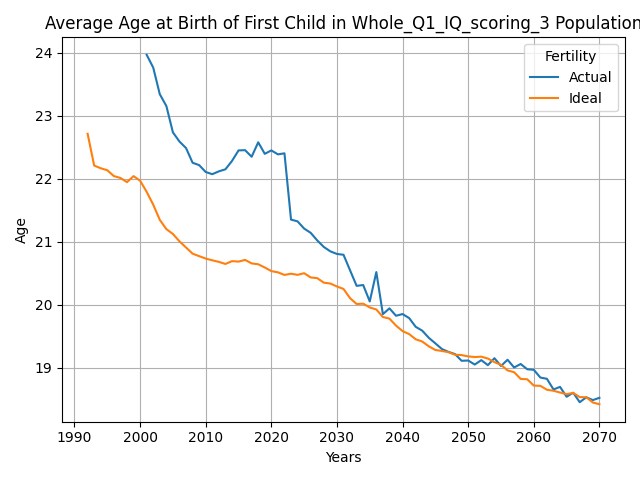 Average Age at Birth of First Child in Whole_Q1_IQ_scoring_3 Population
Fertility
Actual
Ideal
Age
24
23
22
21
20
19
1990 2000 2010 2020 2030 2040 2050 2060 2070
Years